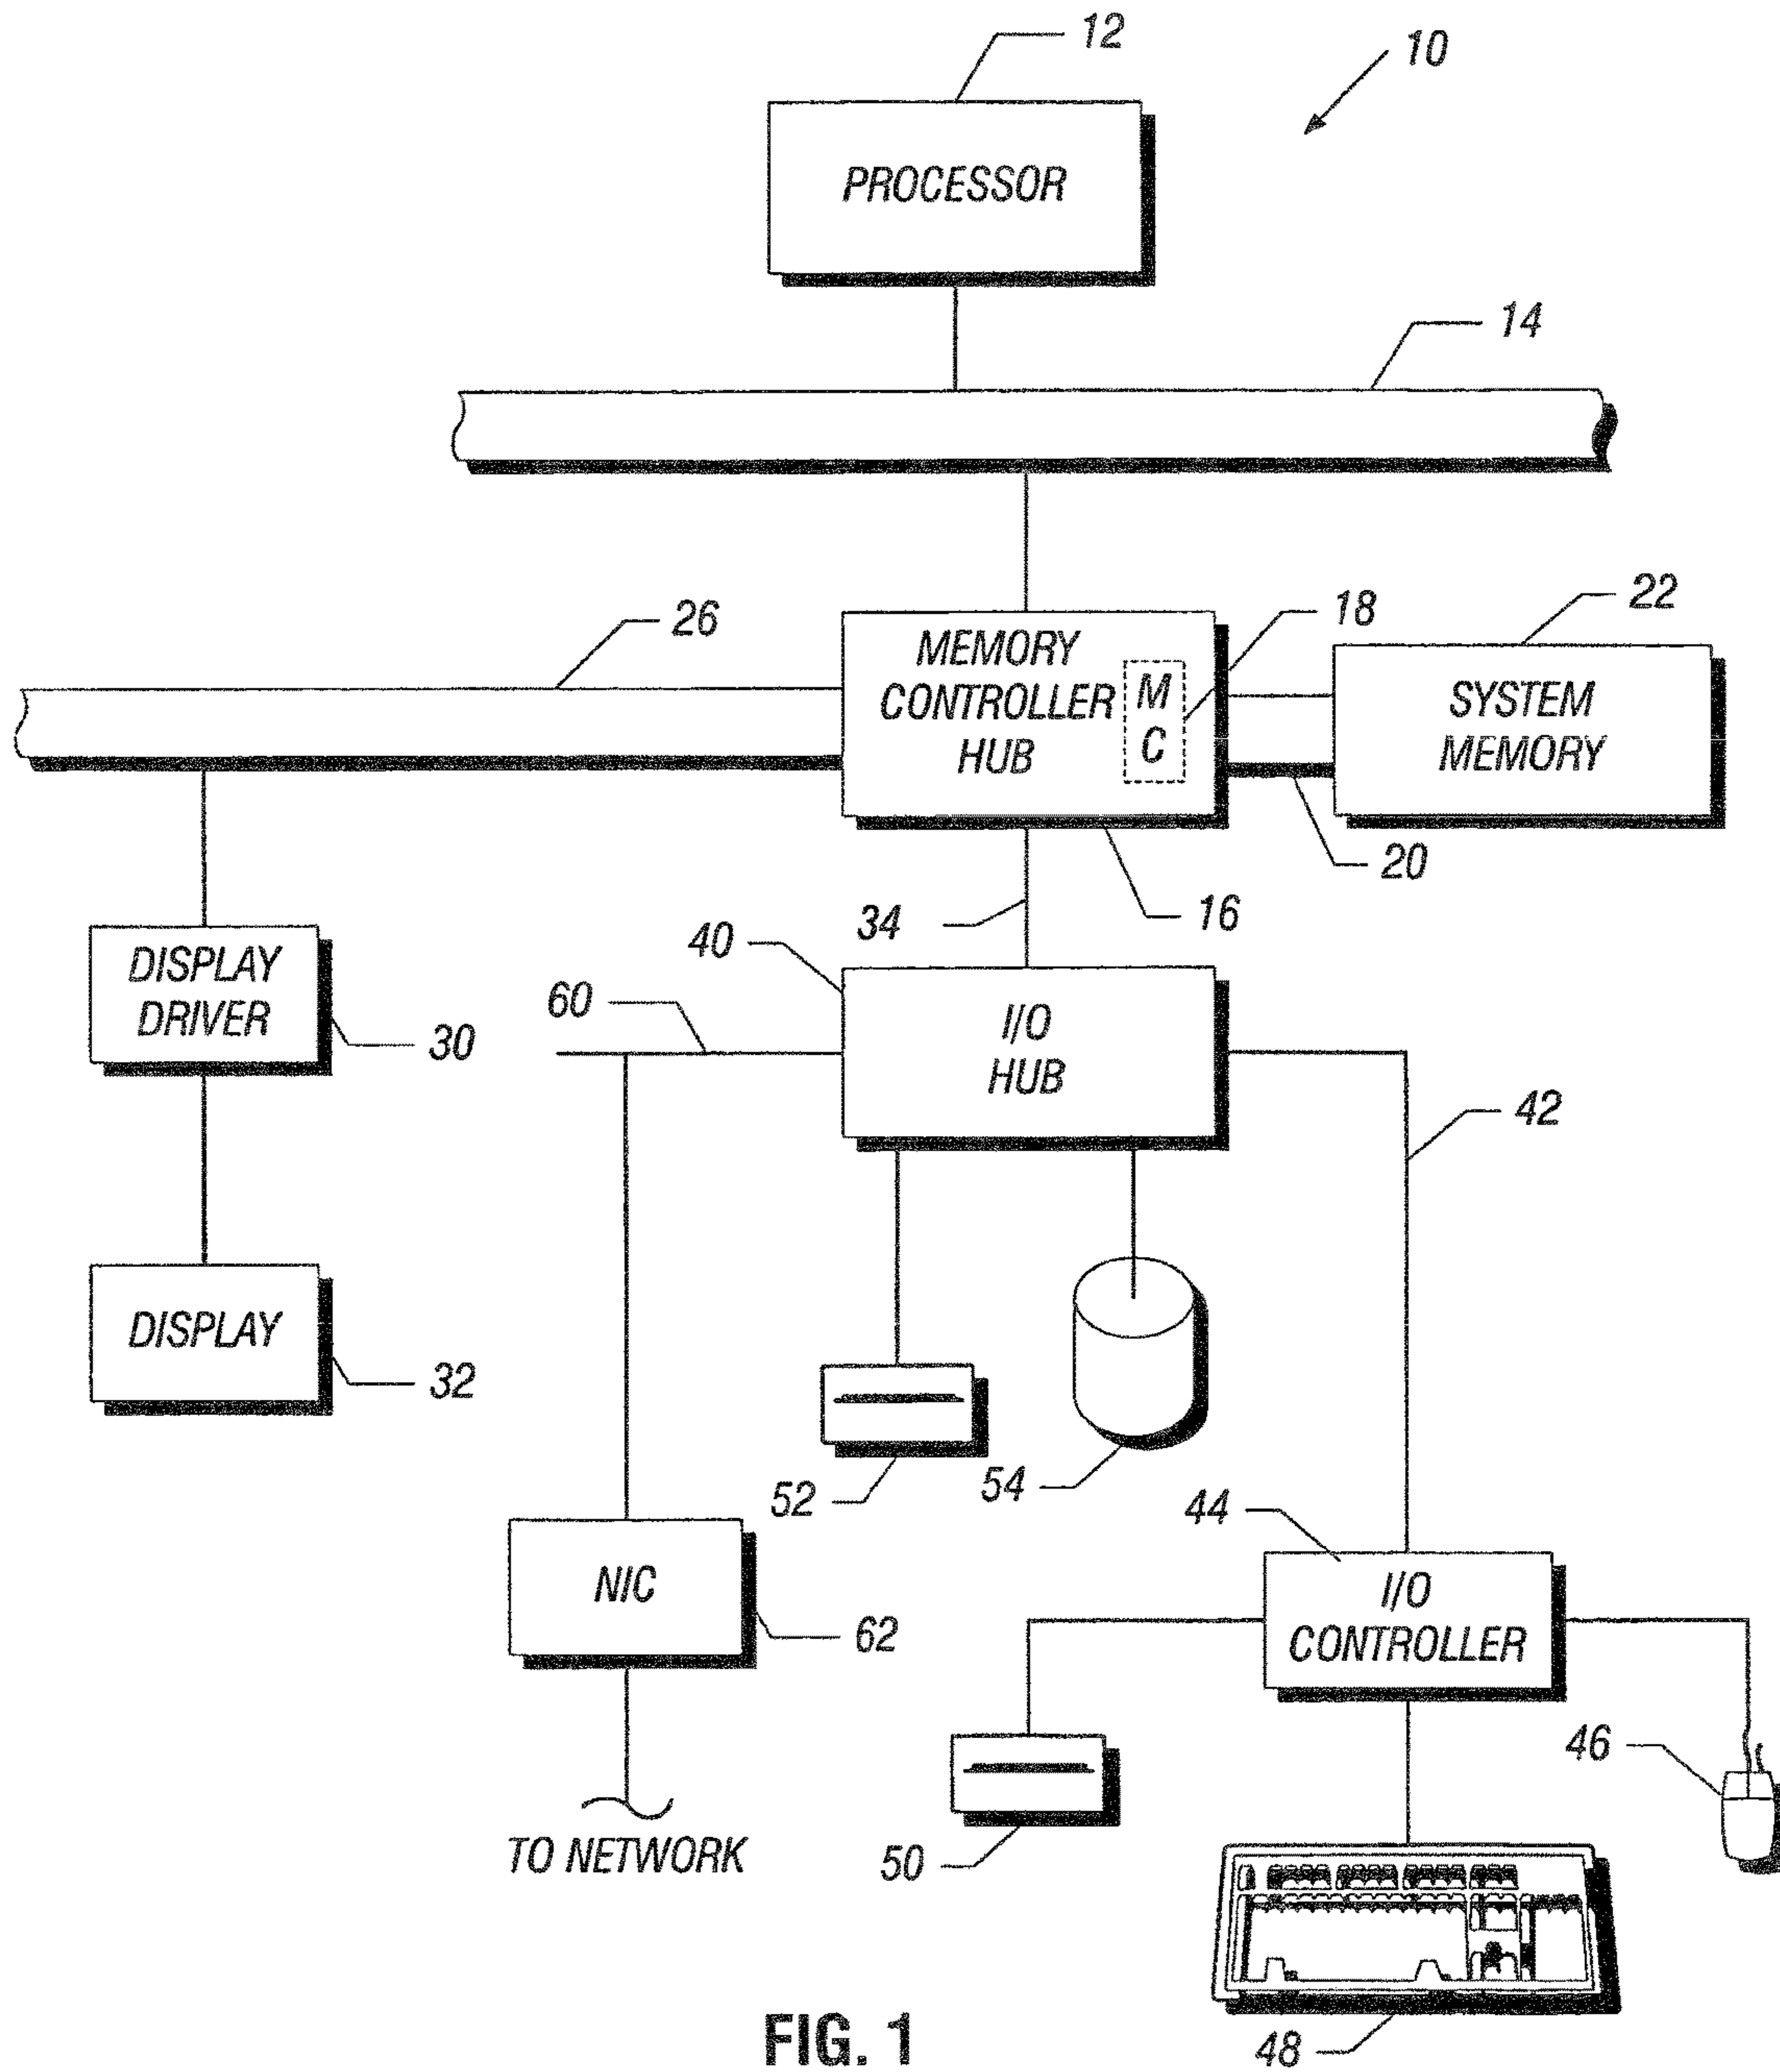 12
10
PROCESSOR
14
26
18
22
MEMORY
CONTROLLER
HUB
M
C
SYSTEM
MEMORY
20
34
16
40
DISPLAY
DRIVER
30
60
I/O
HUB
42
DISPLAY
32
52
54
44
NIC
62
I/O
CONTROLLER
46
TO NETWORK
50
48
FIG. 1